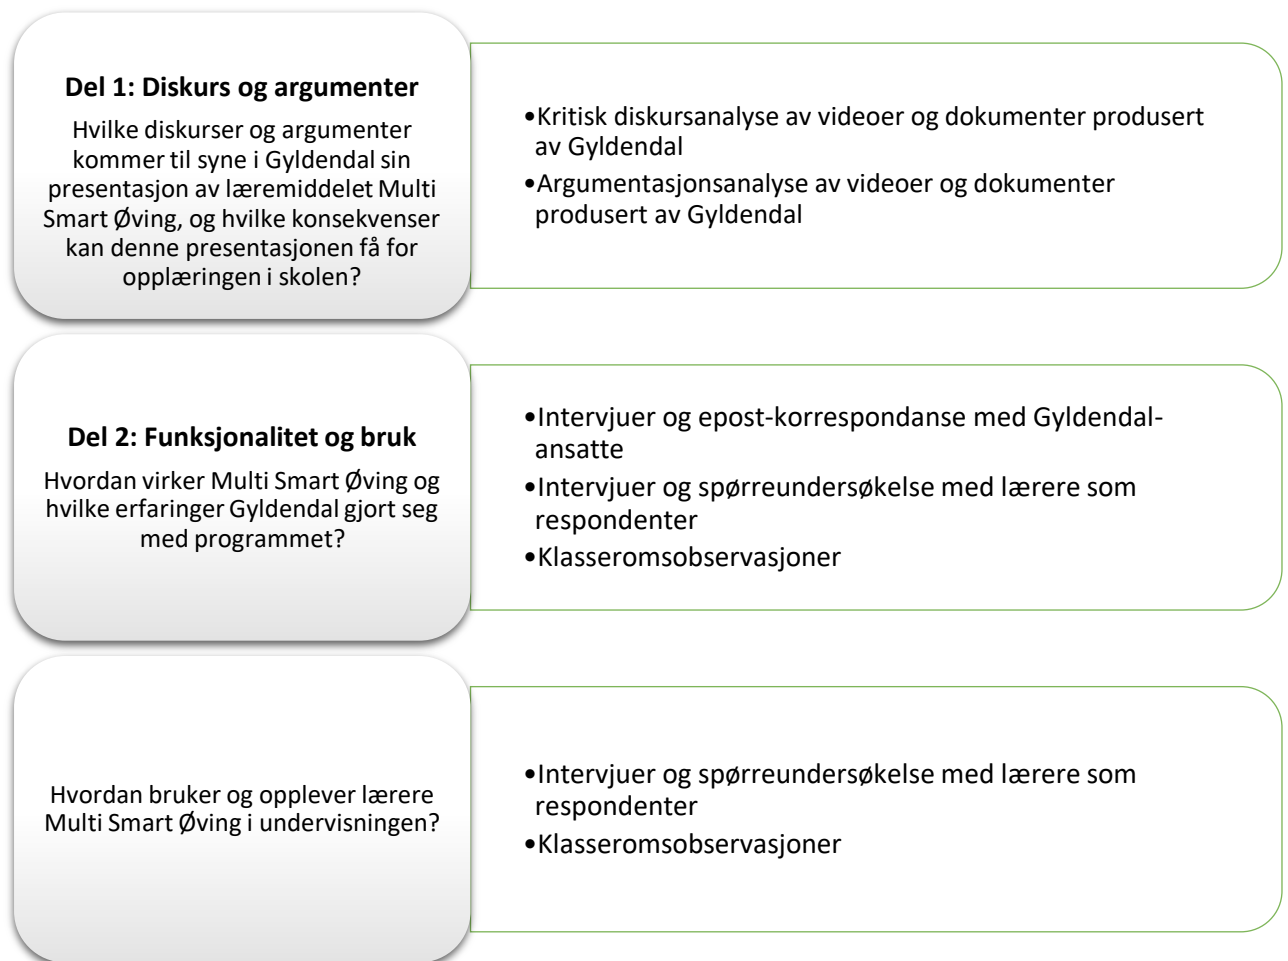 Del 1: Diskurs og argumenter
Hvilke diskurser og argumenter
kommer til syne i Gyldendal sin
presentasjon av læremiddelet Multi
Smart Øving, og hvilke konsekvenser
kan denne presentasjonen få for
opplæringen i skolen?
•Kritisk diskursanalyse av videoer og dokumenter produsert
av Gyldendal
•Argumentasjonsanalyse av videoer og dokumenter
produsert av Gyldendal
Del 2: Funksjonalitet og bruk
Hvordan virker Multi Smart Øving og
hvilke erfaringer Gyldendal gjort seg
med programmet?
•Intervjuer og epost-korrespondanse med Gyldendal-
ansatte
•Intervjuer og spørreundersøkelse med lærere som
respondenter
•Klasseromsobservasjoner
Hvordan bruker og opplever lærere
Multi Smart Øving i undervisningen?
•Intervjuer og spørreundersøkelse med lærere som
respondenter
•Klasseromsobservasjoner